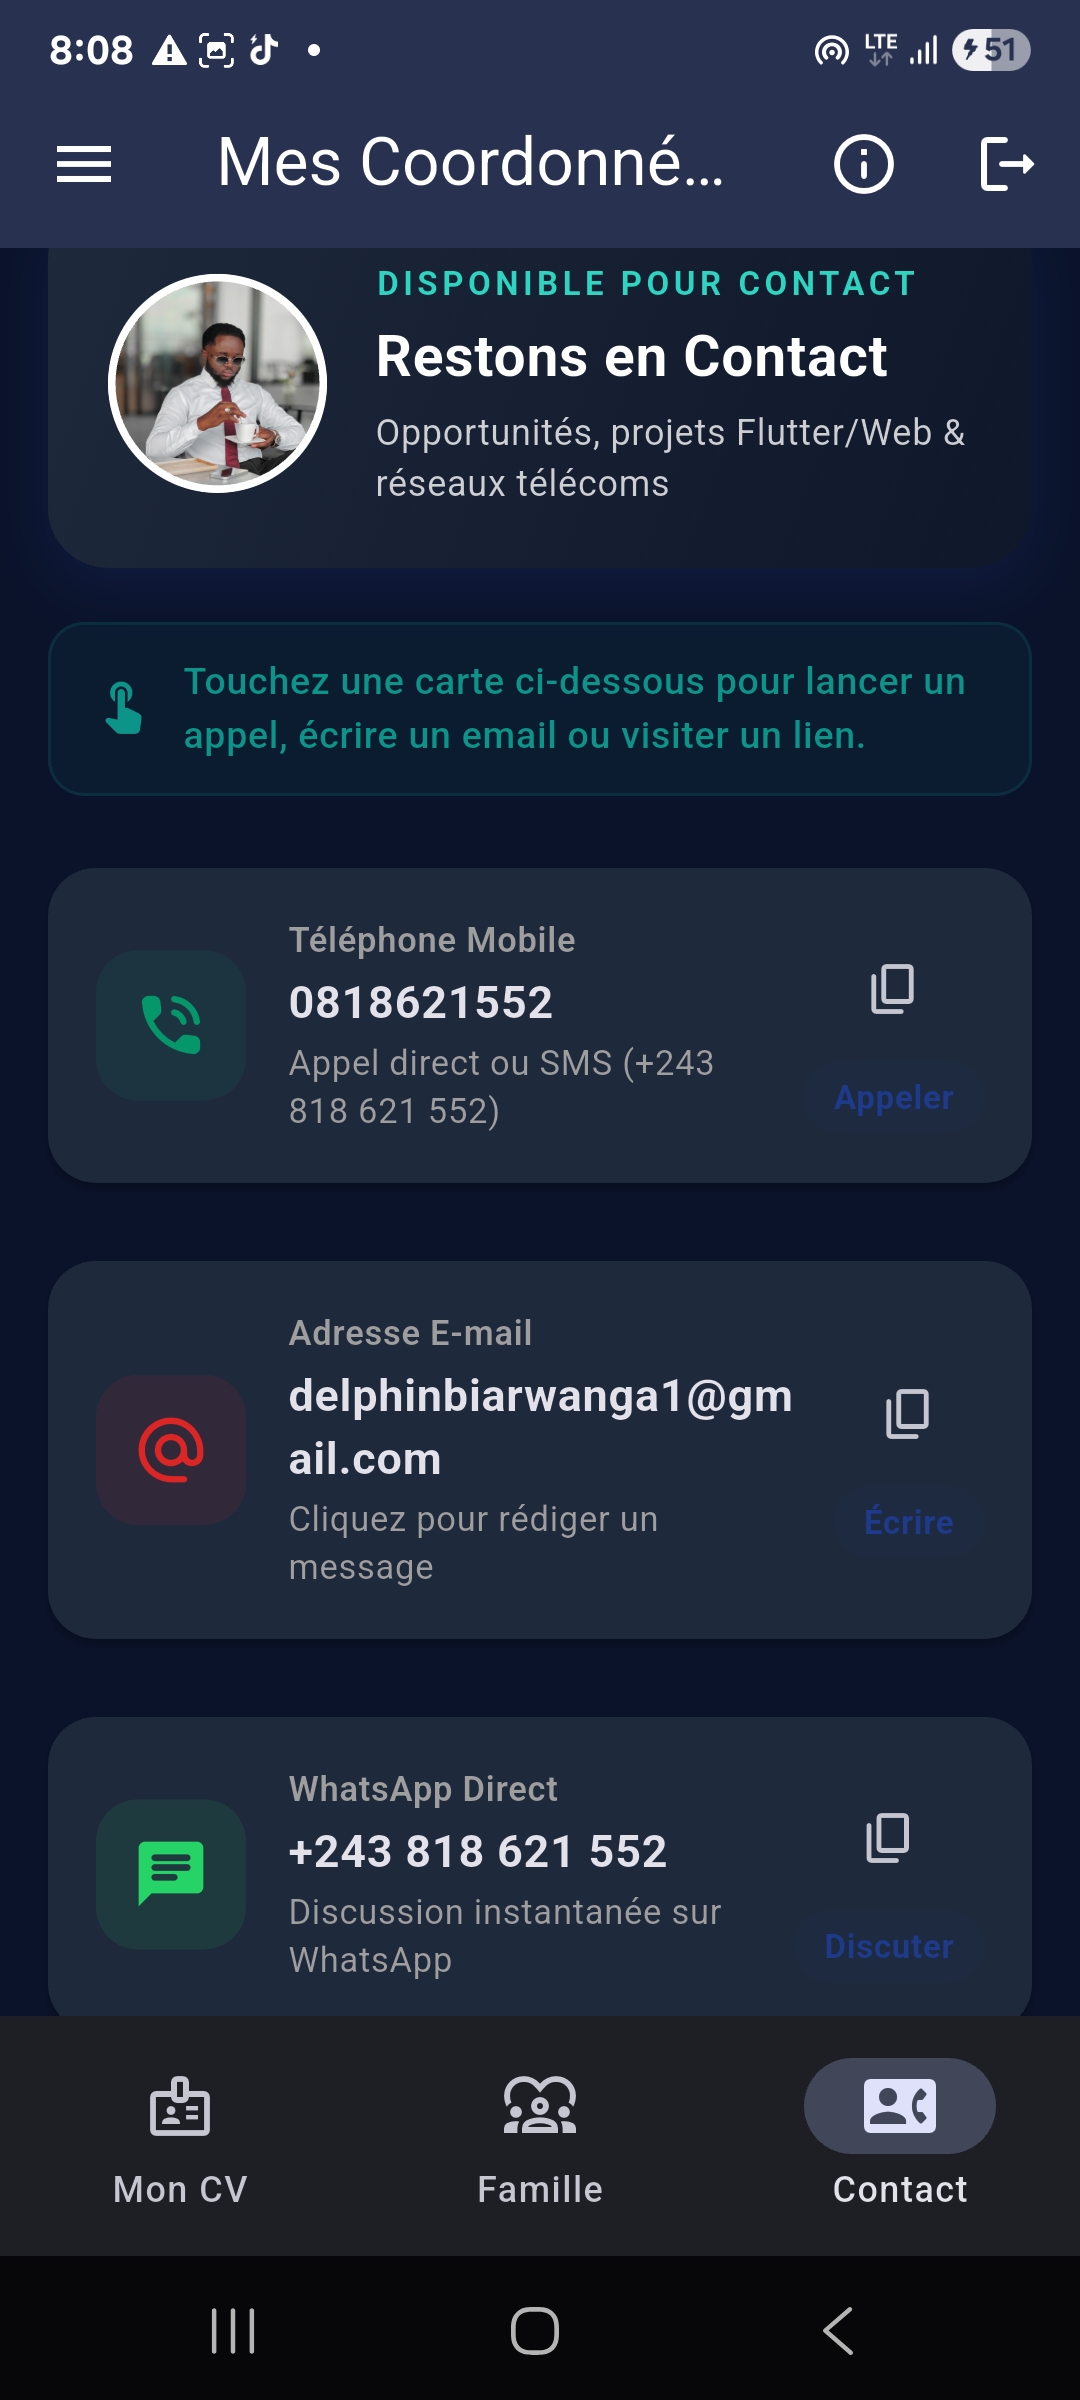 8:08
LTE
51
Mes Coordonné...
DISPONIBLE POUR CONTACT
Restons en Contact
Opportunités, projets Flutter/Web &
réseaux télécoms
Touchez une carte ci-dessous pour lancer un
appel, écrire un email ou visiter un lien.
Téléphone Mobile
0818621552
Appel direct ou SMS (+243
818 621 552)
Appeler
Adresse E-mail
delphinbiarwanga1@gm
ail.com
Cliquez pour rédiger un
message
Écrire
WhatsApp Direct
+243 818 621 552
Discussion instantanée sur
WhatsApp
Discuter
Mon CV
Famille
Contact